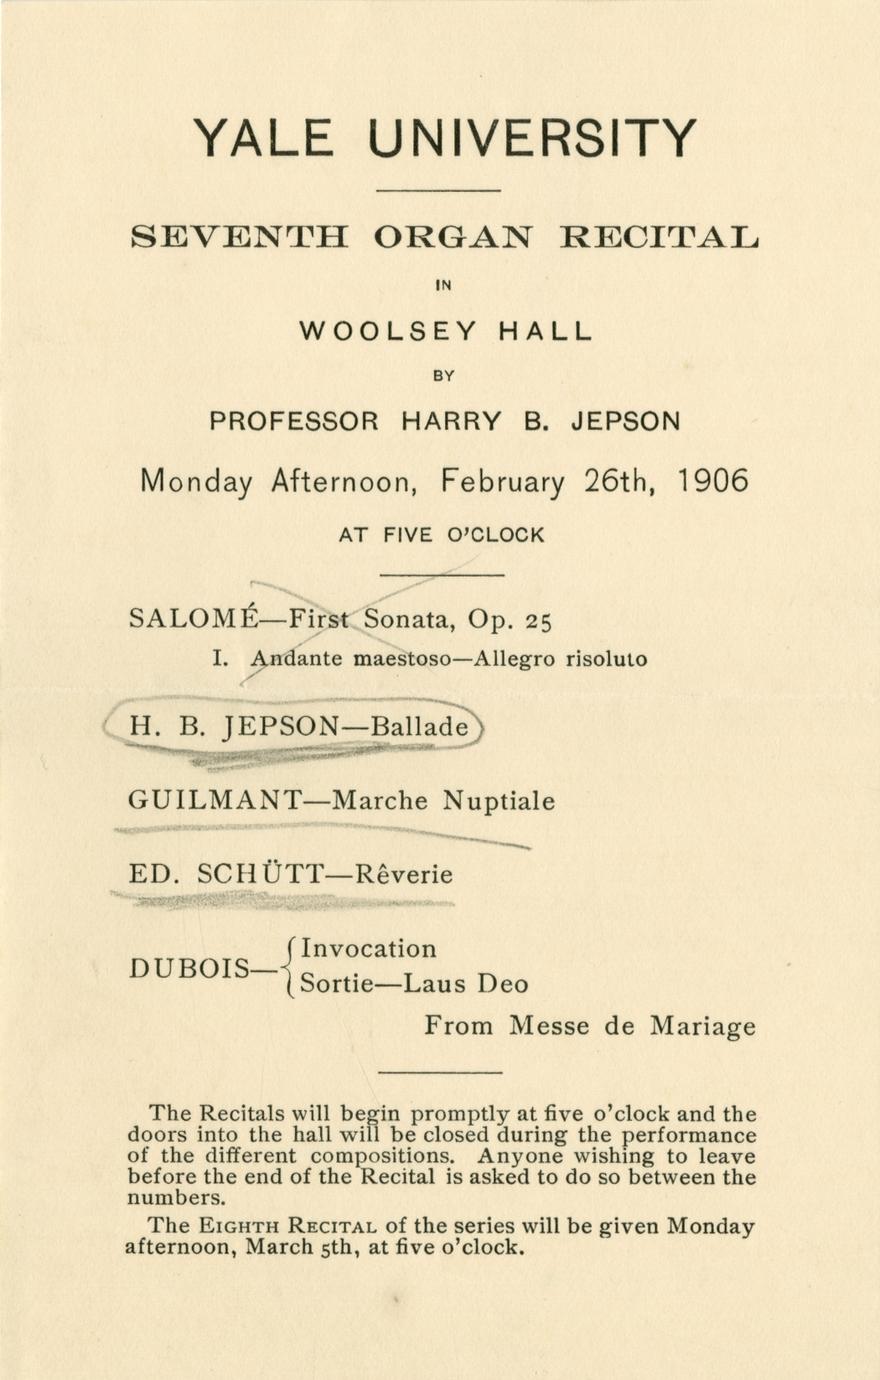 YALE UNIVERSITY
SEVENTH ORGAN RECITAL
IN
WOOLSEY HALL
BY
PROFESSOR HARRY B. JEPSON
Monday Afternoon, February 26th, 1906
AT FIVE O'CLOCK
SALOMÉ—First Sonata, Op. 25
I. Andante maestoso—Allegro risoluto
H. B. JEPSON—Ballade
GUILMANT—Marche Nuptiale
ED. SCHÜTT—Rêverie
DUBOIS—{ Invocation
Sortie—Laus Deo
From Messe de Mariage
The Recitals will begin promptly at five o'clock and the
doors into the hall will be closed during the performance
of the different compositions. Anyone wishing to leave
before the end of the Recital is asked to do so between the
numbers.
The EIGHTH RECITAL of the series will be given Monday
afternoon, March 5th, at five o'clock.